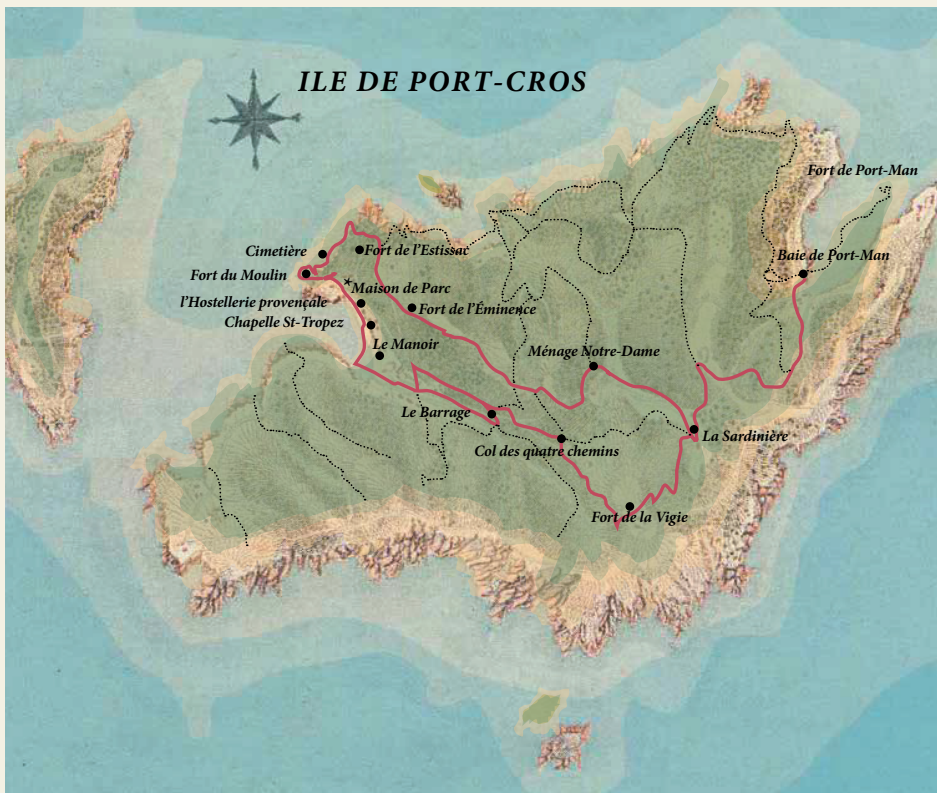 ILE DE PORT-CROS
Fort de Port-Man
Cimetière
Fort de l'Estissac
Baie de Port-Man
Fort du Moulin
Maison de Parc
l'Hostellerie provençale
Fort de l'Éminence
Chapelle St-Tropez
Le Manoir
Ménage Notre-Dame
Le Barrage
La Sardinière
Col des quatre chemins
Fort de la Vigie